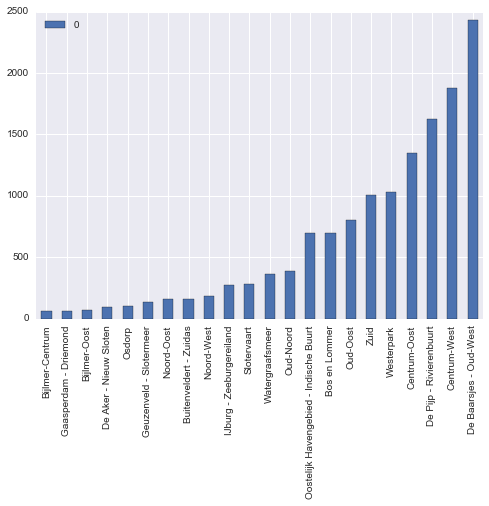 2500
0
2000
1500
1000
500
0
Bijlmer-Centrum
Gaasperdam - Driemond
Bijlmer-Oost
De Aker - Nieuw Sloten
Osdorp
Geuzenveld - Slotermeer
Noord-Oost
Buitenveldert - Zuidas
Noord-West
IJburg - Zeeburgereiland
Slotervaart
Watergraafsmeer
Oud-Noord
Oostelijk Havengebied - Indische Buurt
Bos en Lommer
Oud-Oost
Zuid
Westerpark
Centrum-Oost
De Pijp - Rivierenbuurt
Centrum-West
De Baarsjes - Oud-West